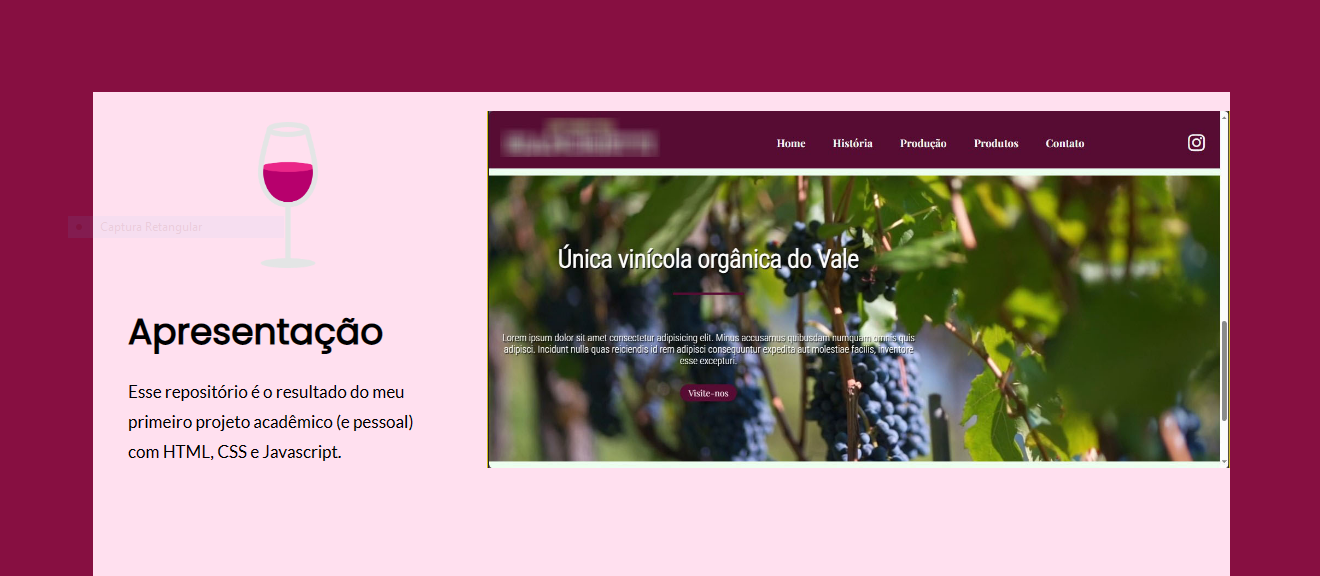 Captura Retangular
Apresentação
Esse repositório é o resultado do meu
primeiro projeto acadêmico (e pessoal)
com HTML, CSS e Javascript.
Home História Produção Produtos Contato
Única vinícola orgânica do Vale
Lorem ipsum dolor sit amet consectetur adipisicing elit. Minus accusamus quibusdam numquam omnis quis
adipisci. Incidunt nulla quas reiciendis id rem adipisci consequuntur expedita aut molestiae facilis, inventore
esse excepturi.
Visite-nos